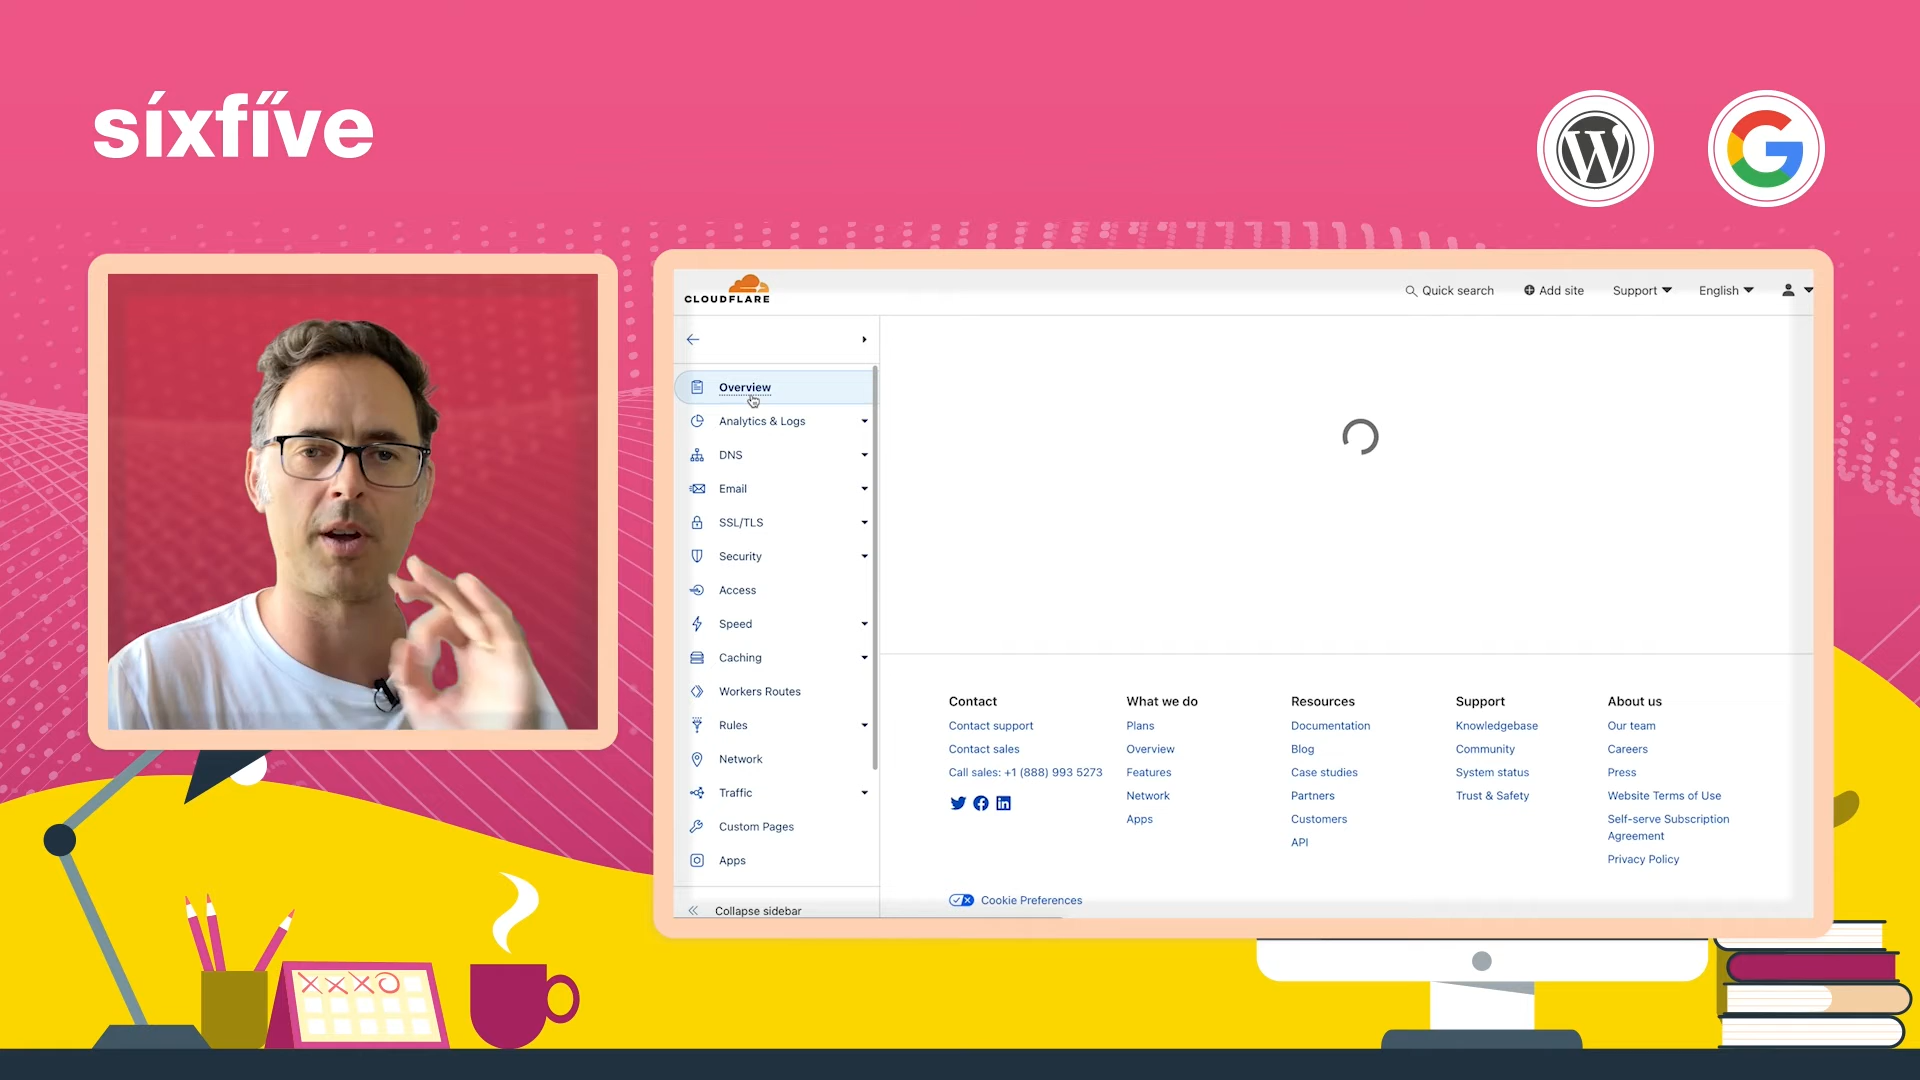 síxfív̋e
CLOUDFLARE
Quick search
Add site
Support
English
Overview
Analytics & Logs
DNS
Email
SSL/TLS
Security
Access
Speed
Caching
Workers Routes
Rules
Network
Traffic
Custom Pages
Apps
Collapse sidebar
Contact
Contact support
Contact sales
Call sales: +1 (888) 993 5273
What we do
Plans
Overview
Features
Network
Apps
Resources
Documentation
Blog
Case studies
Partners
Customers
API
Support
Knowledgebase
Community
System status
Trust & Safety
About us
Our team
Careers
Press
Website Terms of Use
Self-serve Subscription
Agreement
Privacy Policy
Cookie Preferences